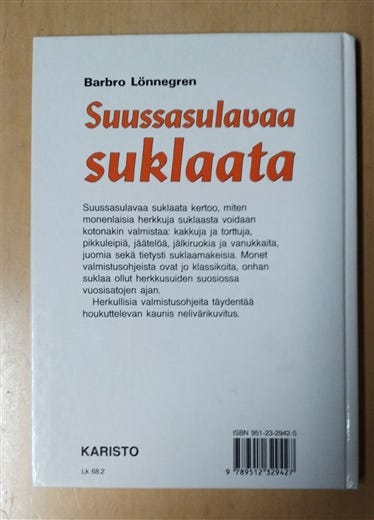 Barbro Lönnegren
Suussasulavaa
suklaata
Suussasulavaa suklaata kertoo, miten
monenlaisia herkkuja suklaasta voidaan
kotonakin valmistaa: kakkuja ja torttuja,
pikkuleipiä, jäätelöä, jälkiruokia ja vanukkaita,
juomia sekä tietysti suklaamakeisia. Monet
valmistusohjeista ovat jo klassikoita, onhan
suklaa ollut herkkusuiden suosiossa
vuosisatojen ajan.
Herkullisia valmistusohjeita täydentää
houkuttelevan kaunis nelivärikuvitus.
ISBN 951-23-2942-5
KARISTO
Lk 68.2
9 789512 329427